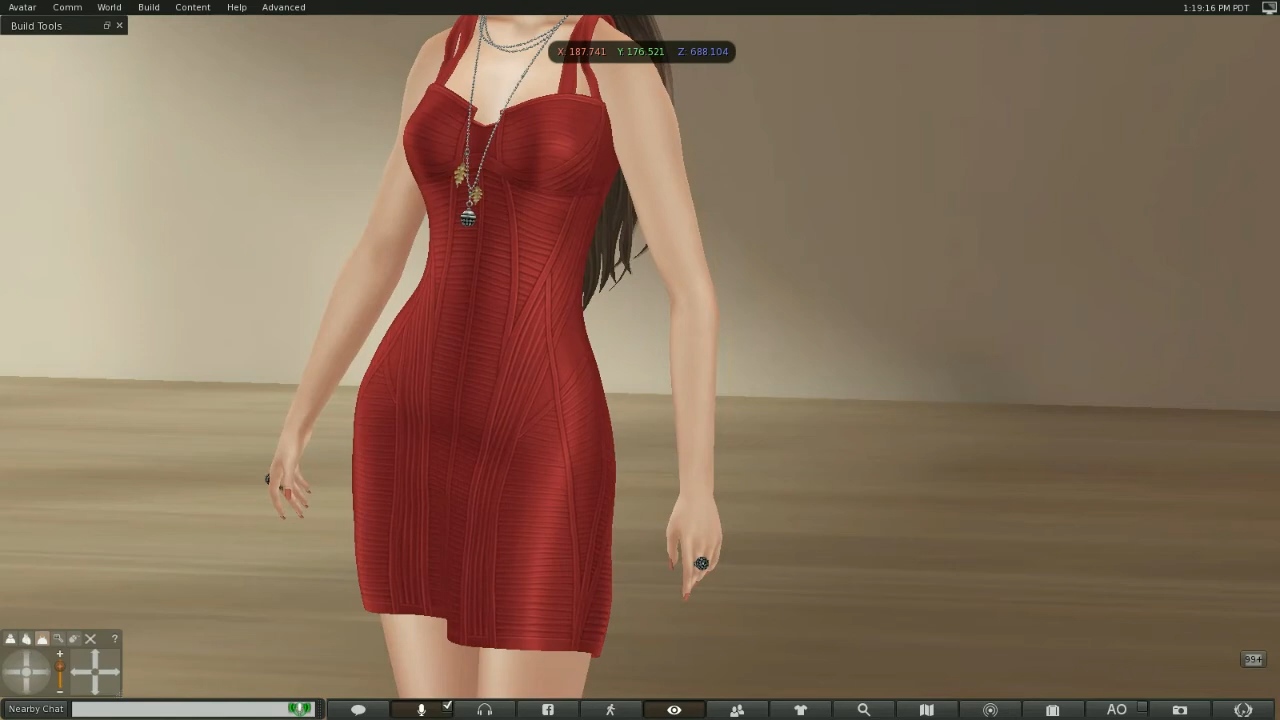 Avatar Comm World Build Content Help Advanced 1:19:16 PM PDT
Build Tools
X: 187.741 Y: 176.521 Z: 688.104
?
+
99+
Nearby Chat
AO